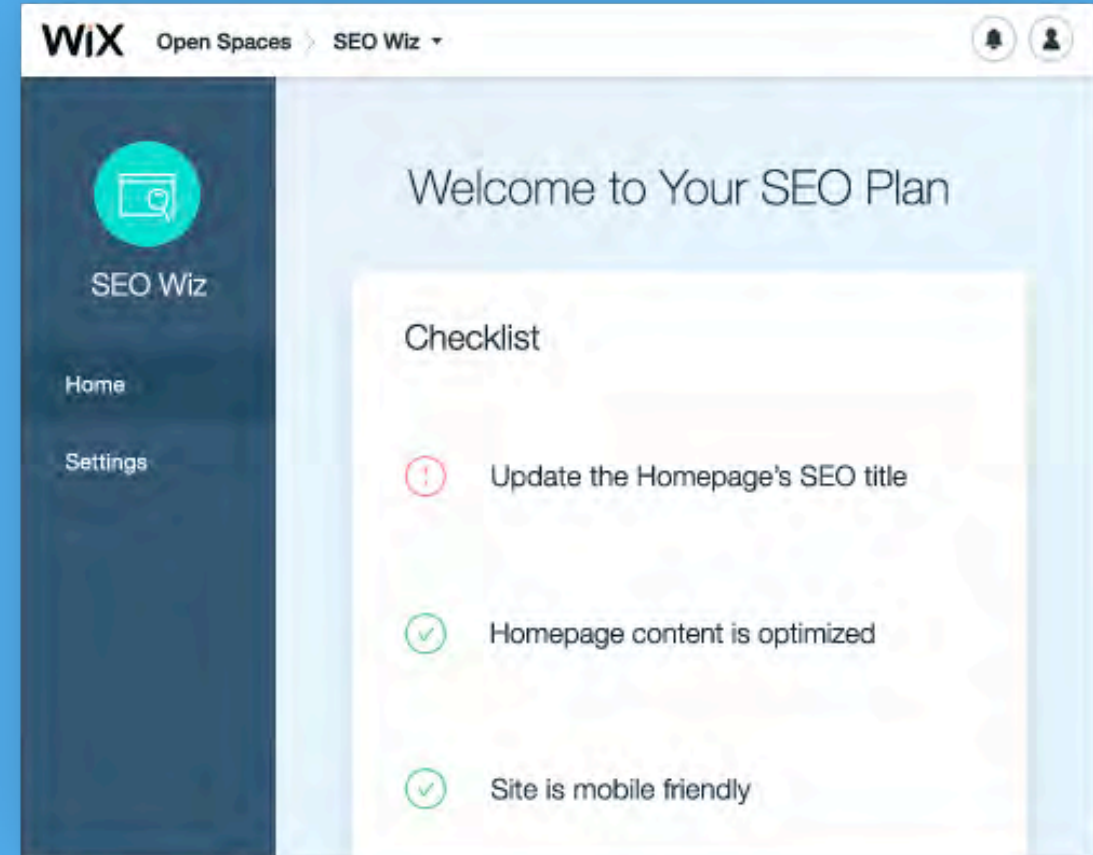 WiX Open Spaces SEO Wiz
SEO Wiz
Home
Settings
Welcome to Your SEO Plan
Checklist
Update the Homepage's SEO title
Homepage content is optimized
Site is mobile friendly